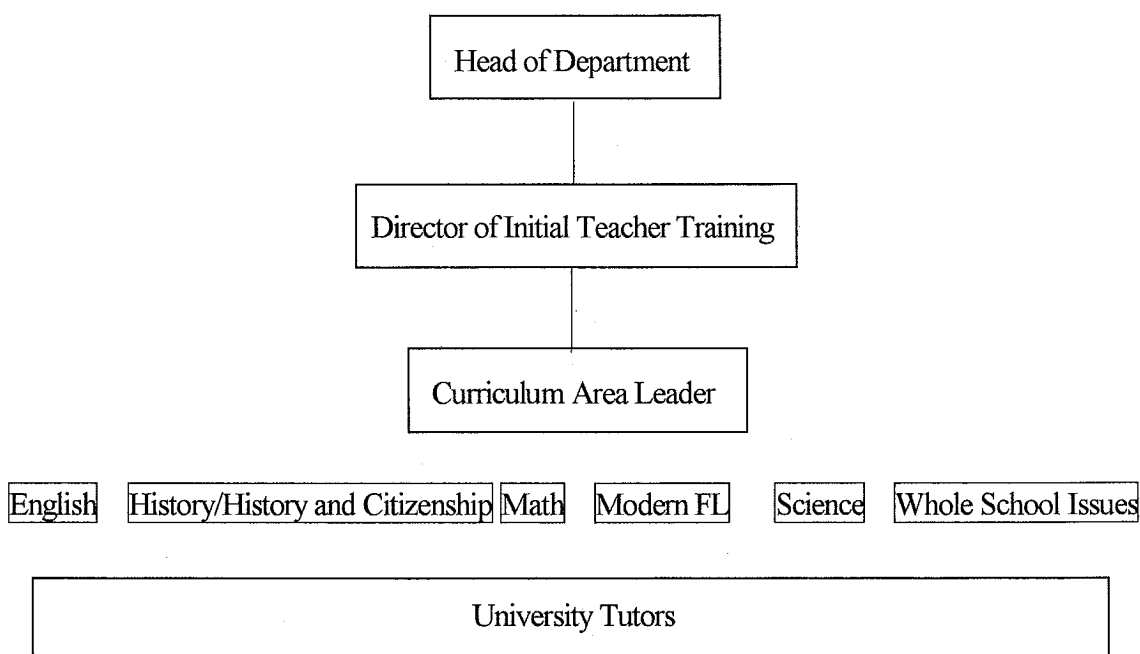 Head of Department
Director of Initial Teacher Training
Curriculum Area Leader
English History/History and Citizenship Math Modern FL Science Whole School Issues
University Tutors